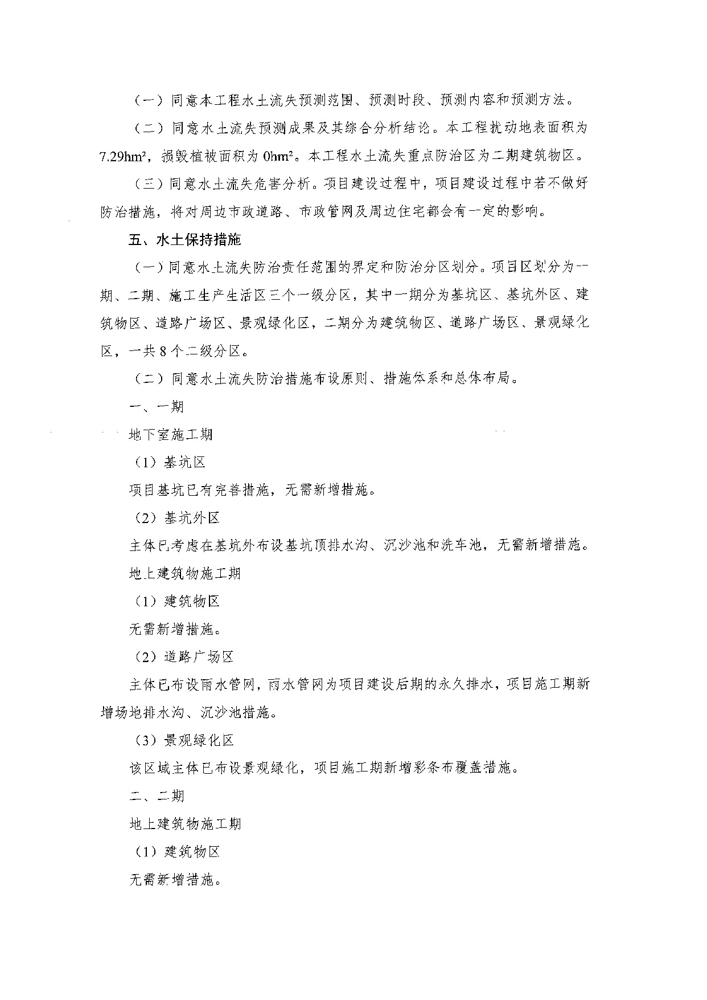 （一）同意本工程水土流失预测范围、预测时段、预测内容和预测方法。
（二）同意水土流失预测成果及其综合分析结论。本工程扰动地表面积为
7.29hm²，损毁植被面积为 0hm²。本工程水土流失重点防治区为二期建筑物区。
（三）同意水土流失危害分析。项目建设过程中，项目建设过程中若不做好
防治措施，将对周边市政道路、市政管网及周边住宅都会有一定的影响。
五、水土保持措施
（一）同意水土流失防治责任范围的界定和防治分区划分。项目区划分为一
期、二期、施工生产生活区三个一级分区，其中一期分为基坑区、基坑外区、建
筑物区、道路广场区、景观绿化区，二期分为建筑物区、道路广场区、景观绿化
区，一共 8 个二级分区。
（二）同意水土流失防治措施布设原则、措施体系和总体布局。
一、一期
地下室施工期
（1）基坑区
项目基坑已有完善措施，无需新增措施。
（2）基坑外区
主体已考虑在基坑外布设基坑顶排水沟、沉沙池和洗车池，无需新增措施。
地上建筑物施工期
（1）建筑物区
无需新增措施。
（2）道路广场区
主体已布设雨水管网，雨水管网为项目建设后期的永久排水，项目施工期新
增场地排水沟、沉沙池措施。
（3）景观绿化区
该区域主体已布设景观绿化，项目施工期新增彩条布覆盖措施。
二、二期
地上建筑物施工期
（1）建筑物区
无需新增措施。